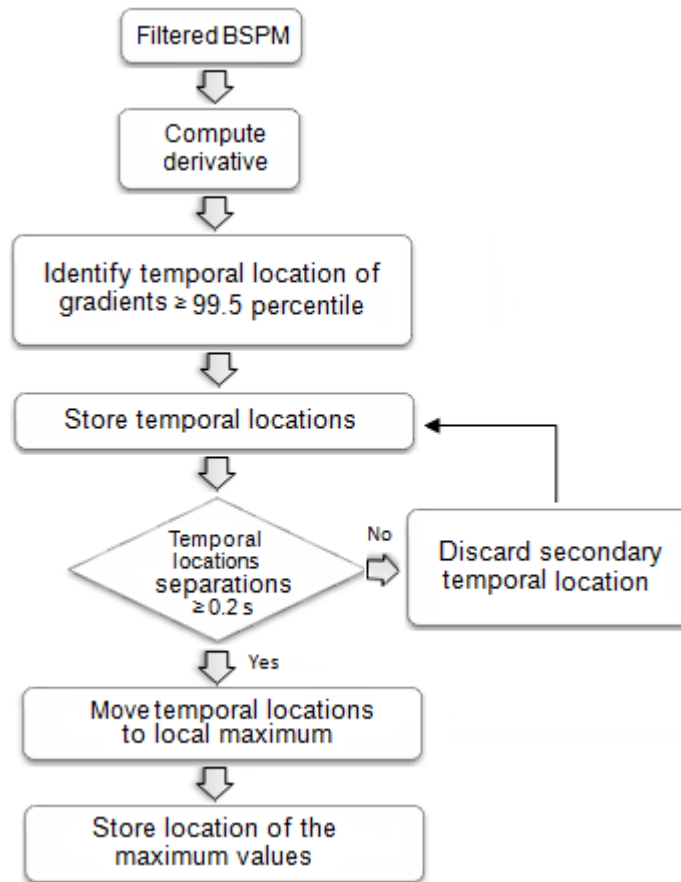 Filtered BSPM
Compute
derivative
Identify temporal location of
gradients ≥ 99.5 percentile
Store temporal locations
Temporal
locations
separations
≥ 0.2 s
No
Discard secondary
temporal location
Yes
Move temporal locations
to local maximum
Store location of the
maximum values